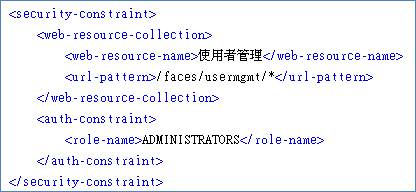 <security-constraint>
<web-resource-collection>
<web-resource-name>使用者管理</web-resource-name>
<url-pattern>/faces/usermgmt/*</url-pattern>
</web-resource-collection>
<auth-constraint>
<role-name>ADMINISTRATORS</role-name>
</auth-constraint>
</security-constraint>